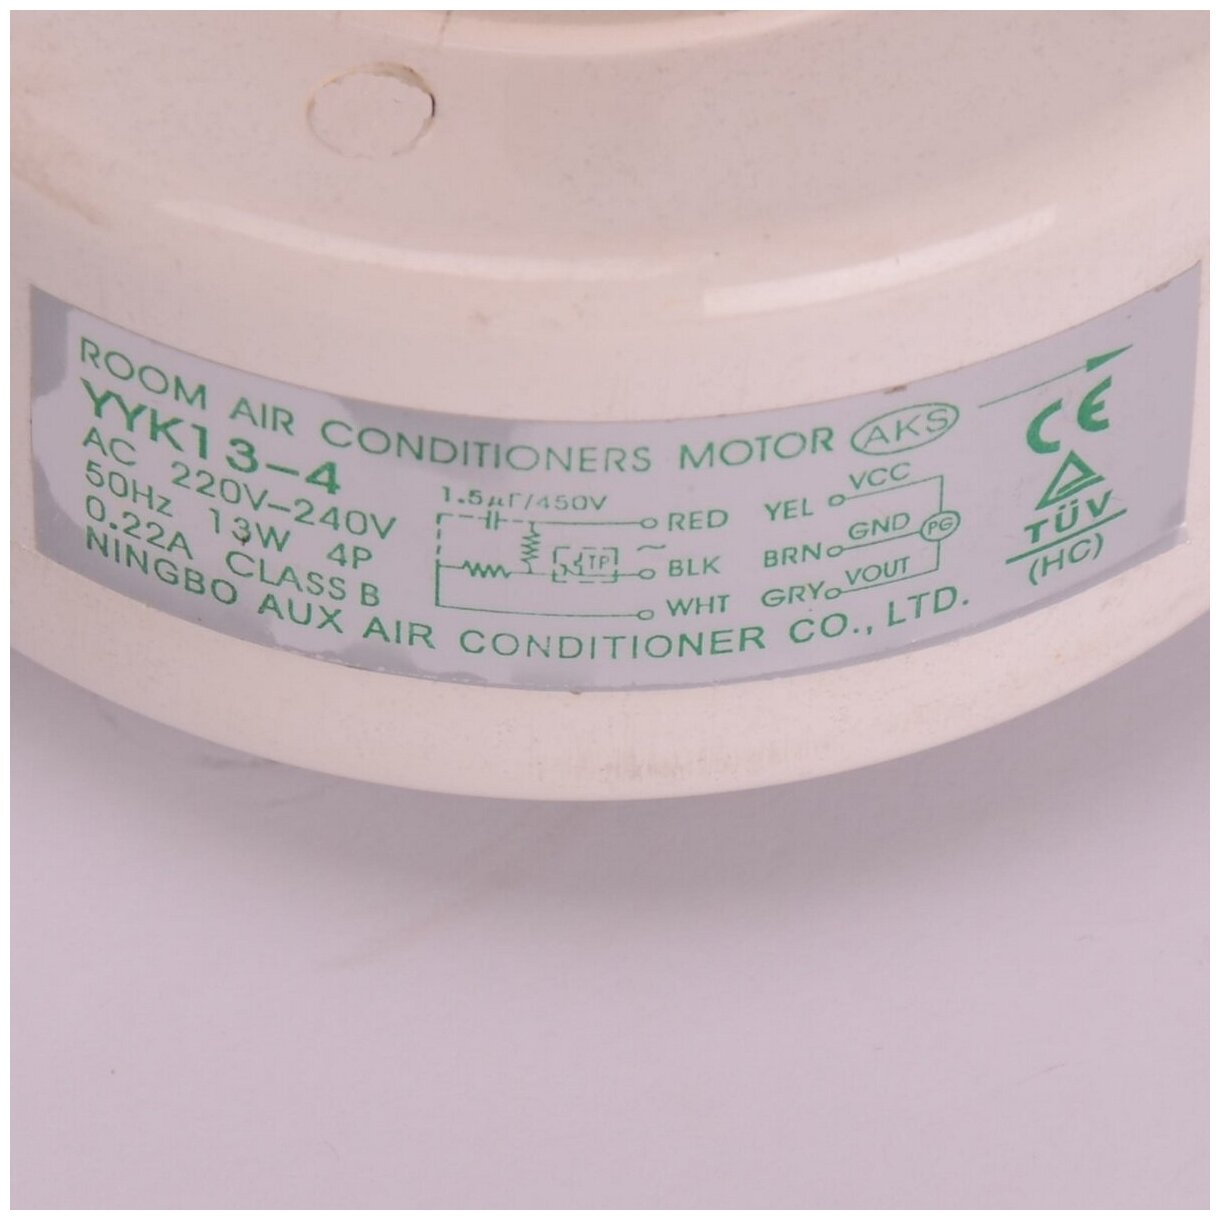 ROOM AIR CONDITIONERS MOTOR AKS
YYK13-4
AC 220V-240V
50Hz 13W 4P
0.22A CLASS B
NINGBO AUX AIR CONDITIONER CO., LTD.
1.5μF/450V
RED
TP
~
BLK
WHT
YEL VCC
BRN GND PG
GRY VOUT
CE
TÜV
(HC)